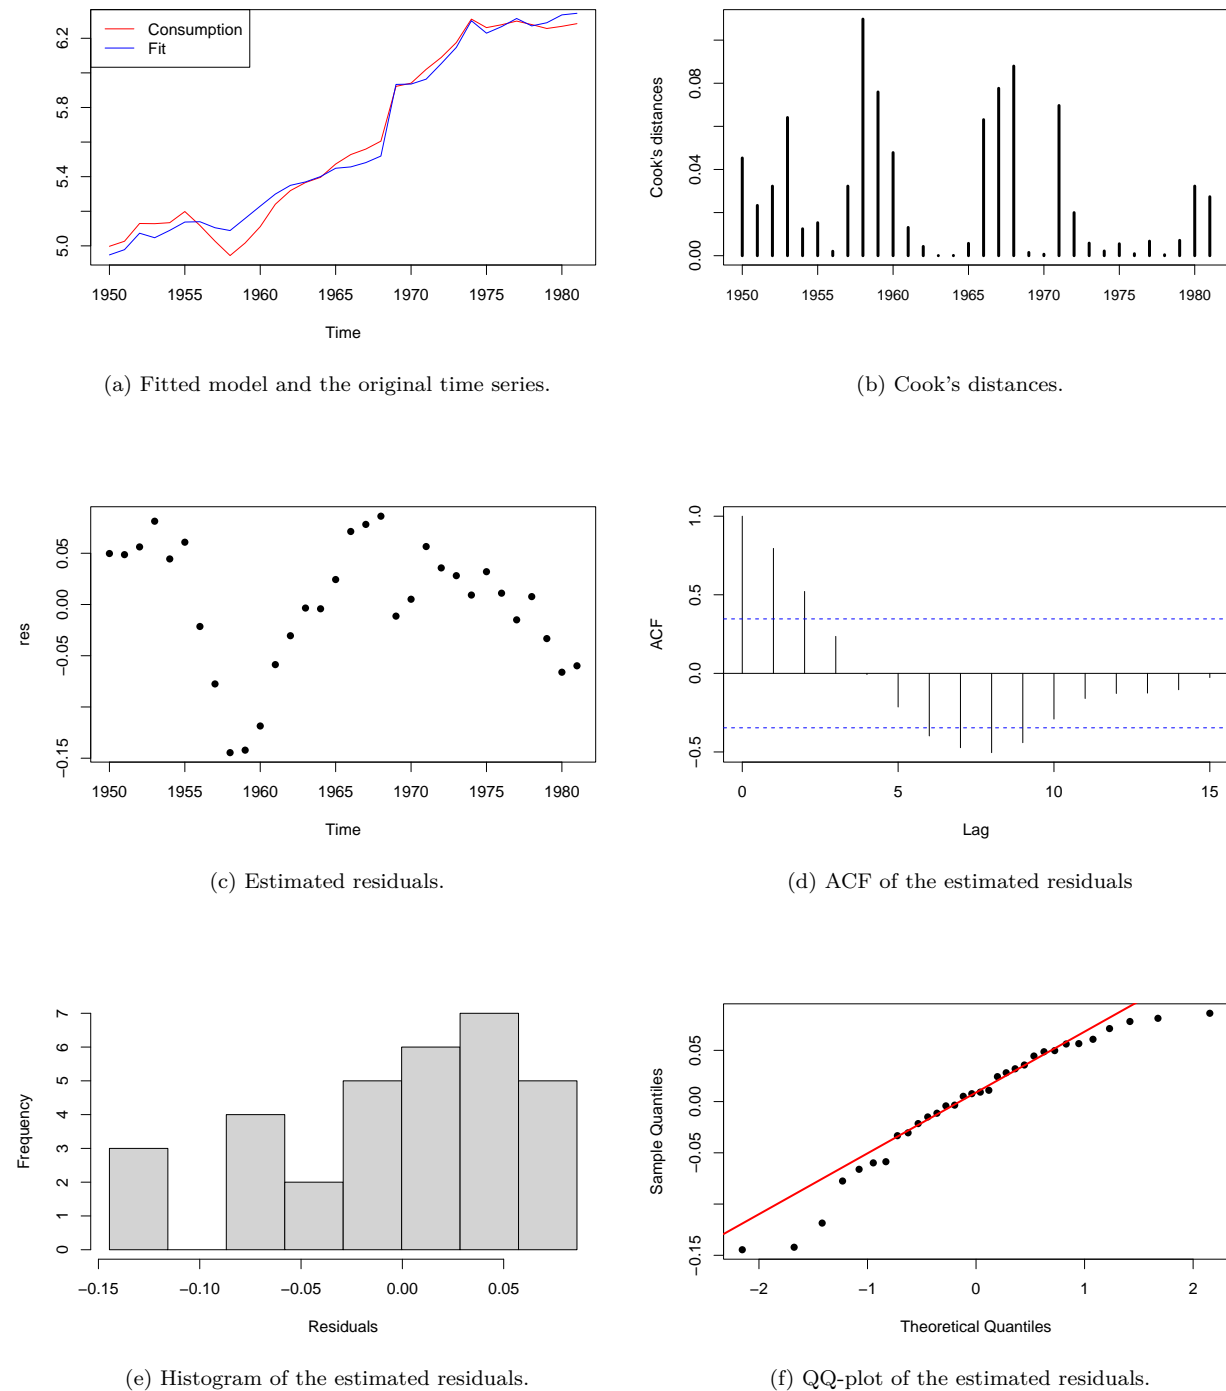 Consumption
Fit
5.0 5.4 5.8 6.2
1950 1955 1960 1965 1970 1975 1980
Time
(a) Fitted model and the original time series.
Cook's distances
0.00 0.04 0.08
1950 1955 1960 1965 1970 1975 1980
(b) Cook's distances.
res
−0.15 −0.05 0.00 0.05
1950 1955 1960 1965 1970 1975 1980
Time
(c) Estimated residuals.
ACF
−0.5 0.0 0.5 1.0
0 5 10 15
Lag
(d) ACF of the estimated residuals
Frequency
0 1 2 3 4 5 6 7
−0.15 −0.10 −0.05 0.00 0.05
Residuals
(e) Histogram of the estimated residuals.
Sample Quantiles
−0.15 −0.05 0.00 0.05
−2 −1 0 1 2
Theoretical Quantiles
(f) QQ-plot of the estimated residuals.